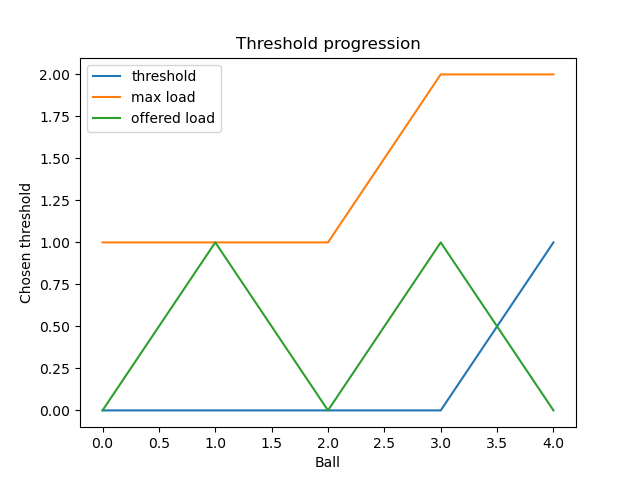 Threshold progression
threshold
max load
offered load
Chosen threshold
2.00
1.75
1.50
1.25
1.00
0.75
0.50
0.25
0.00
0.0 0.5 1.0 1.5 2.0 2.5 3.0 3.5 4.0
Ball